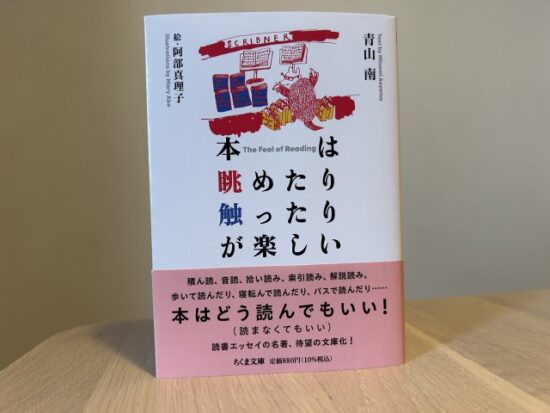 SCRIBNER
青山 南
Text by Minami Aoyama
絵・阿部真理子
Illustrations by Mary Abe
本 The Feel of Reading は
眺めたり
触ったり
が楽しい
積ん読、音読、拾い読み、索引読み、解説読み。
歩いて読んだり、寝転んで読んだり、バスで読んだり……
本はどう読んでもいい！
(読まなくてもいい)
読書エッセイの名著、待望の文庫化！
ちくま文庫 定価880円(10%税込)